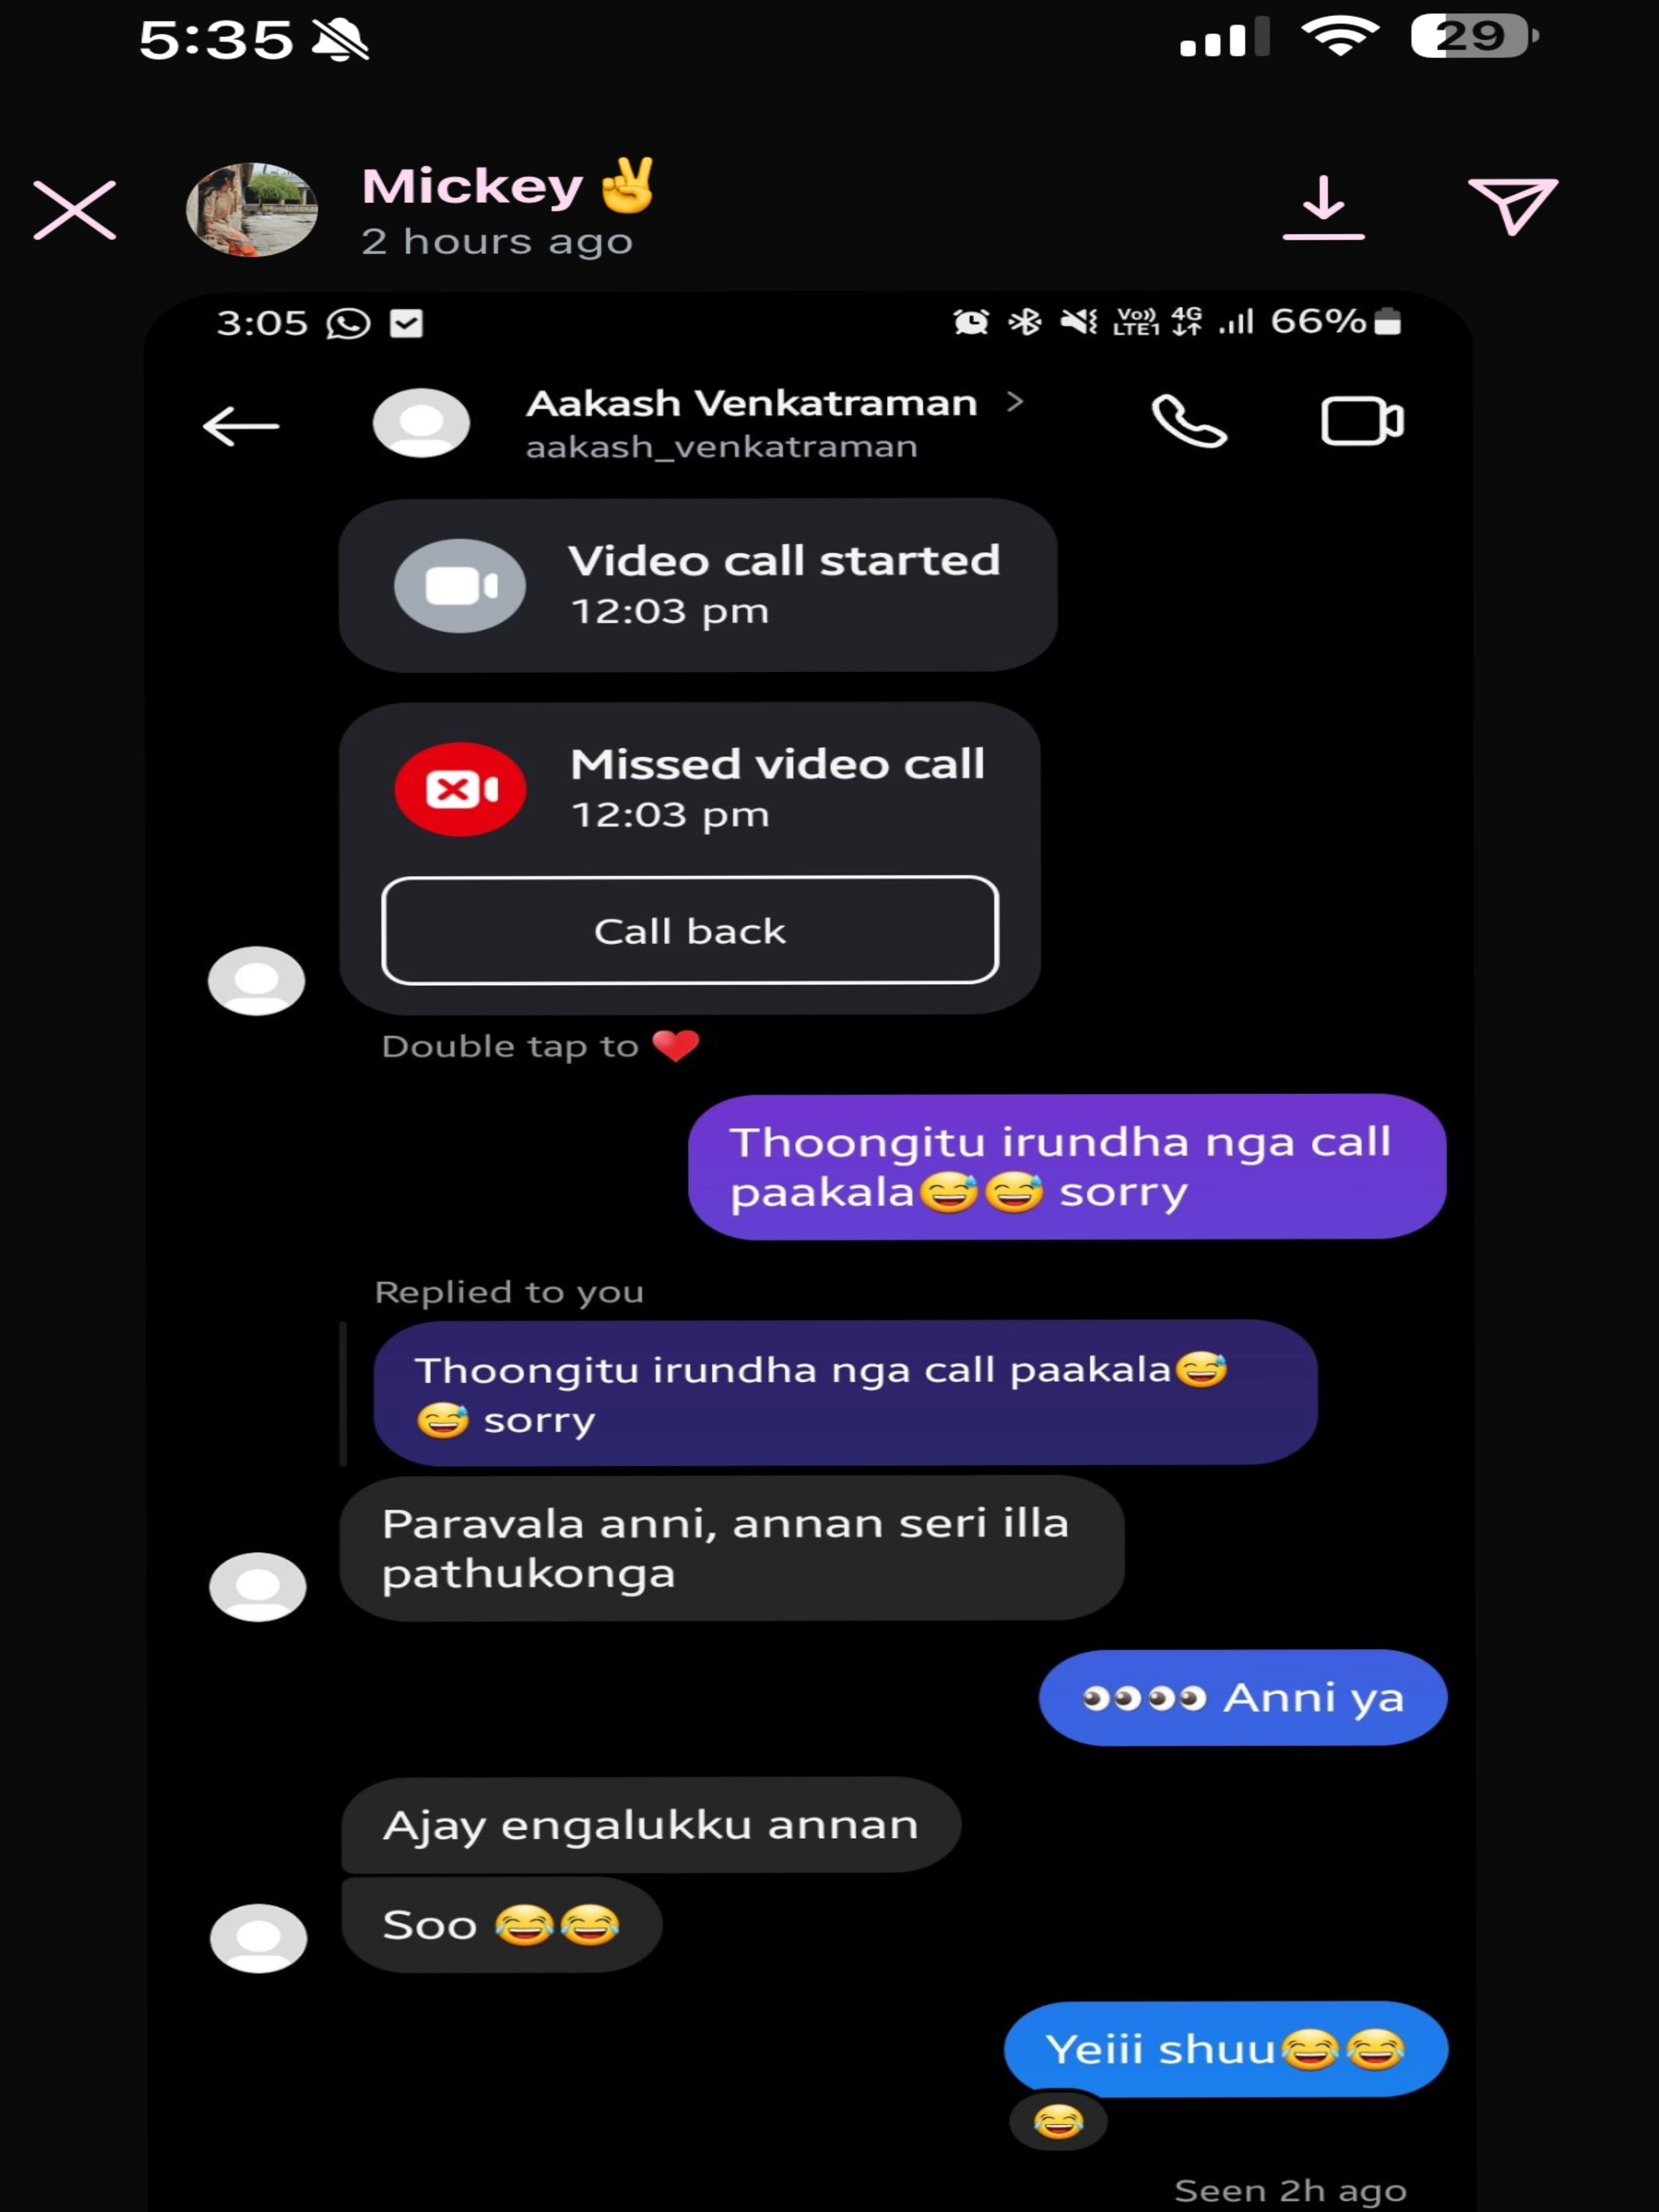 5:35
29
Mickey ✌️
2 hours ago
3:05
Vo)) LTE1 4G 66%
Aakash Venkatraman >
aakash_venkatraman
Video call started
12:03 pm
Missed video call
12:03 pm
Call back
Double tap to ❤️
Thoongitu irundha nga call
paakala😅😅 sorry
Replied to you
Thoongitu irundha nga call paakala😅
😅 sorry
Paravala anni, annan seri illa
pathukonga
👀👀 Anni ya
Ajay engalukku annan
Soo 😂😂
Yeiii shuu😂😂
😂
Seen 2h ago